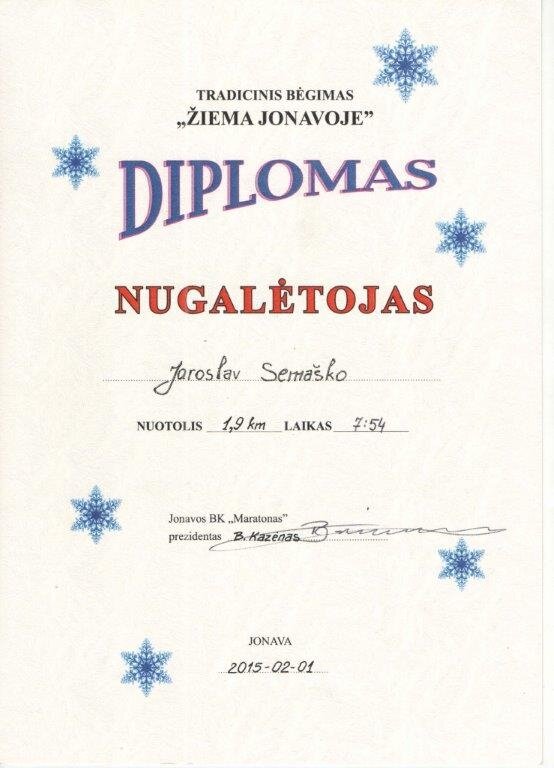 TRADICINIS BĖGIMAS
„ŽIEMA JONAVOJE”
DIPLOMAS
NUGALĖTOJAS
Jaroslav Semaško
NUOTOLIS 1,9 km LAIKAS 7:54
Jonavos BK „Maratonas”
prezidentas B. Kazėnas
JONAVA
2015-02-01